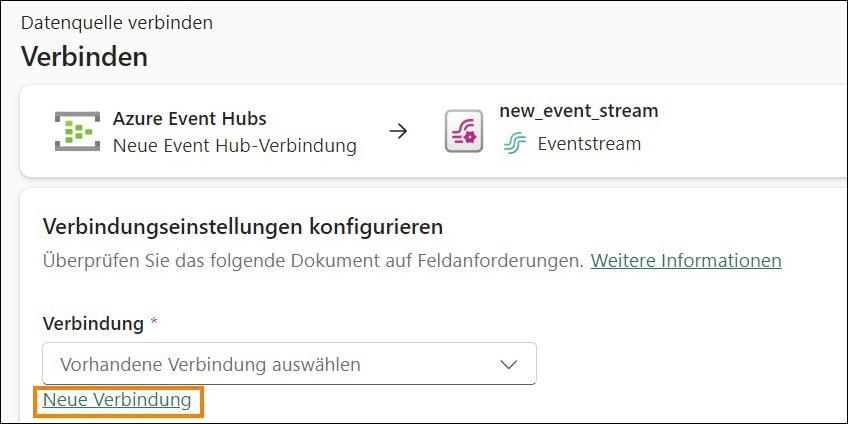 Datenquelle verbinden
Verbinden
Azure Event Hubs
Neue Event Hub-Verbindung
new_event_stream
Eventstream
Verbindungseinstellungen konfigurieren
Überprüfen Sie das folgende Dokument auf Feldanforderungen. Weitere Informationen
Verbindung *
Vorhandene Verbindung auswählen
Neue Verbindung